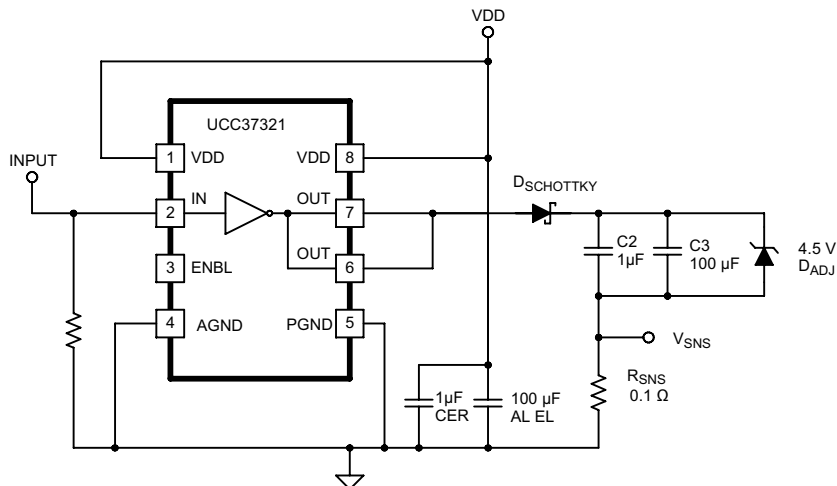 VDD
UCC37321
INPUT
1 VDD VDD 8
2 IN OUT 7
DSCHOTTKY
3 ENBL OUT 6
C2
1µF
C3
100 µF
4.5 V
DADJ
4 AGND PGND 5
VSNS
1µF
CER
100 µF
AL EL
RSNS
0.1 Ω